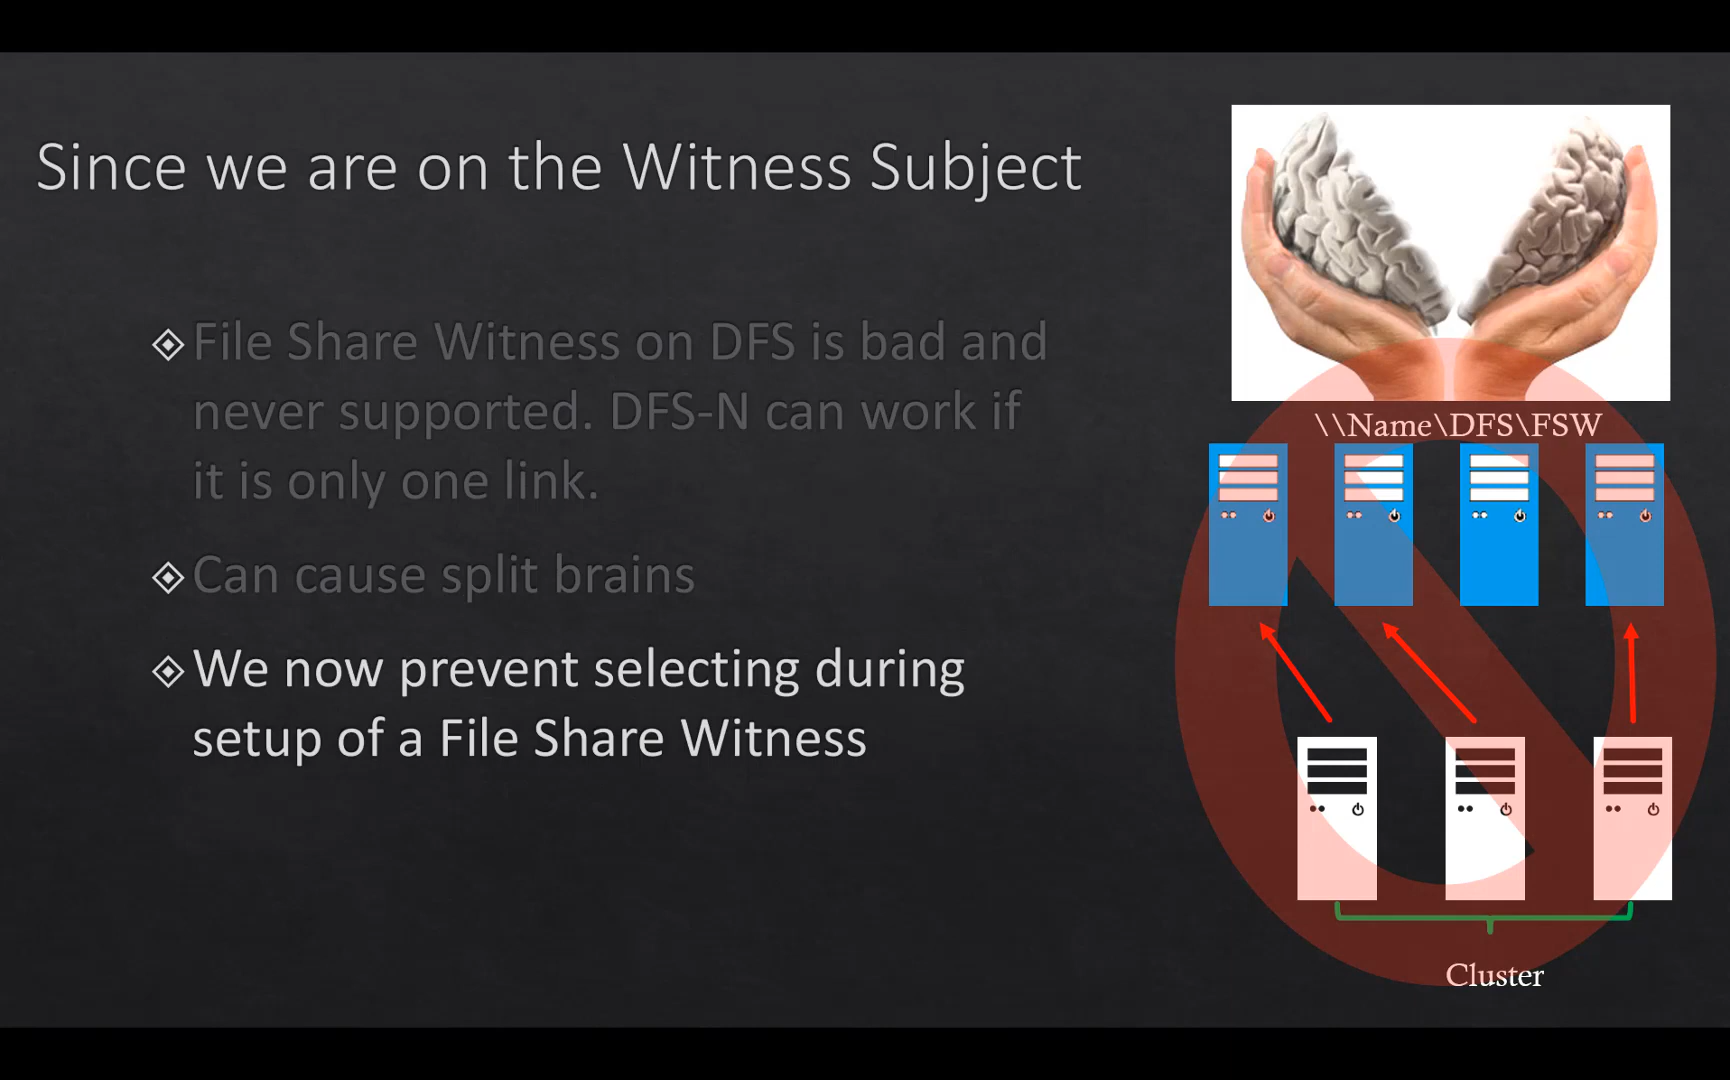 Since we are on the Witness Subject
File Share Witness on DFS is bad and
never supported. DFS-N can work if
it is only one link.
Can cause split brains
We now prevent selecting during
setup of a File Share Witness
\\Name\DFS\FSW
Cluster